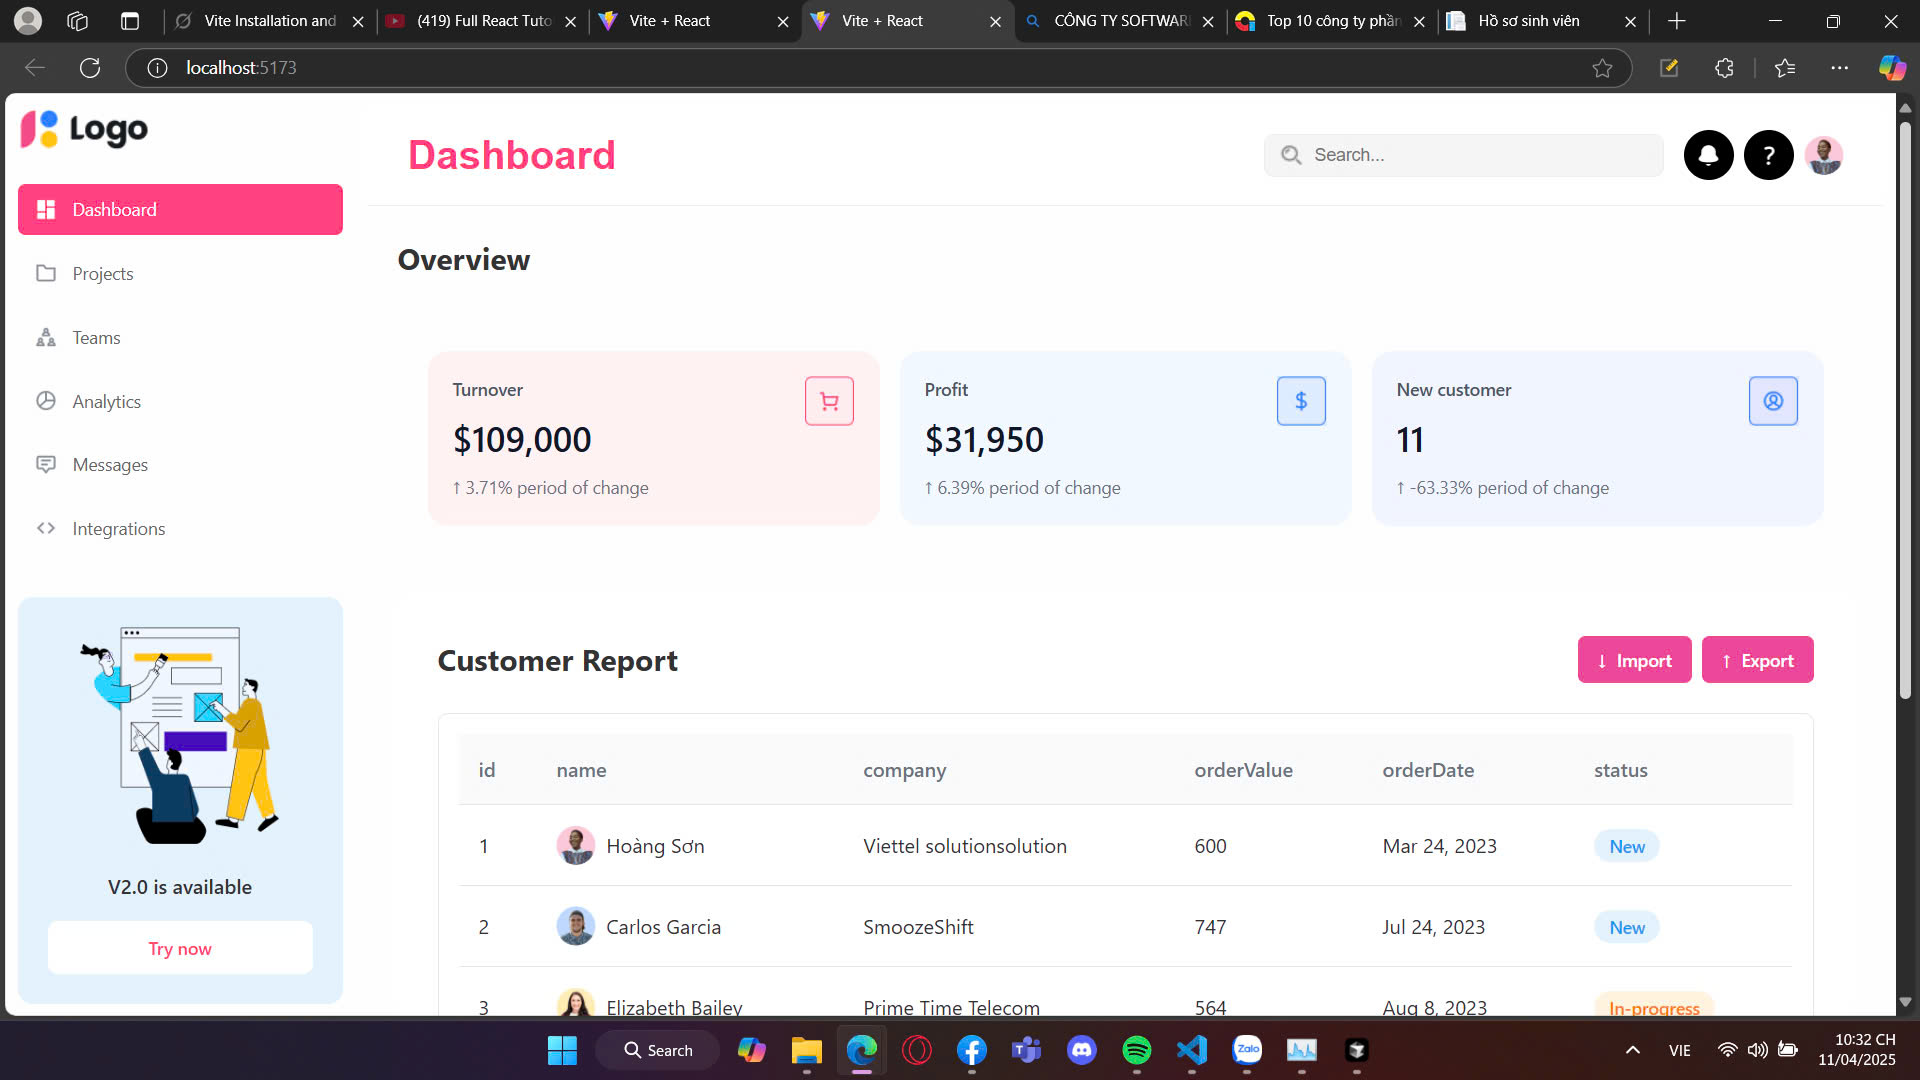 Vite Installation and
(419) Full React Tuto
Vite + React
Vite + React
CÔNG TY SOFTWAR
Top 10 công ty phần
Hồ sơ sinh viên
localhost:5173
Logo
Dashboard
Search...
?
Dashboard
Projects
Teams
Analytics
Messages
Integrations
V2.0 is available
Try now
Overview
Turnover
$109,000
↑ 3.71% period of change
Profit
$
$31,950
↑ 6.39% period of change
New customer
11
↑ -63.33% period of change
Customer Report
↓ Import
↑ Export
id name company orderValue orderDate status
1 Hoàng Sơn Viettel solutionsolution 600 Mar 24, 2023 New
2 Carlos Garcia SmoozeShift 747 Jul 24, 2023 New
3 Elizabeth Bailey Prime Time Telecom 564 Aug 8, 2023 In-progress
Search
Zalo
VIE
10:32 CH
11/04/2025